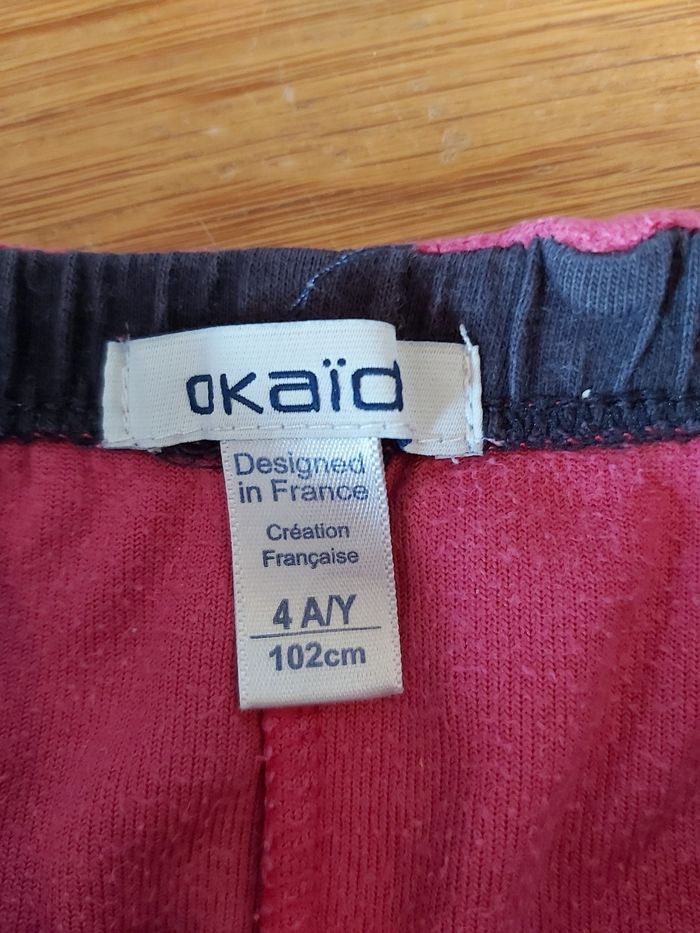 OKaïd
Designed
in France
Création
Française
4 A/Y
102cm